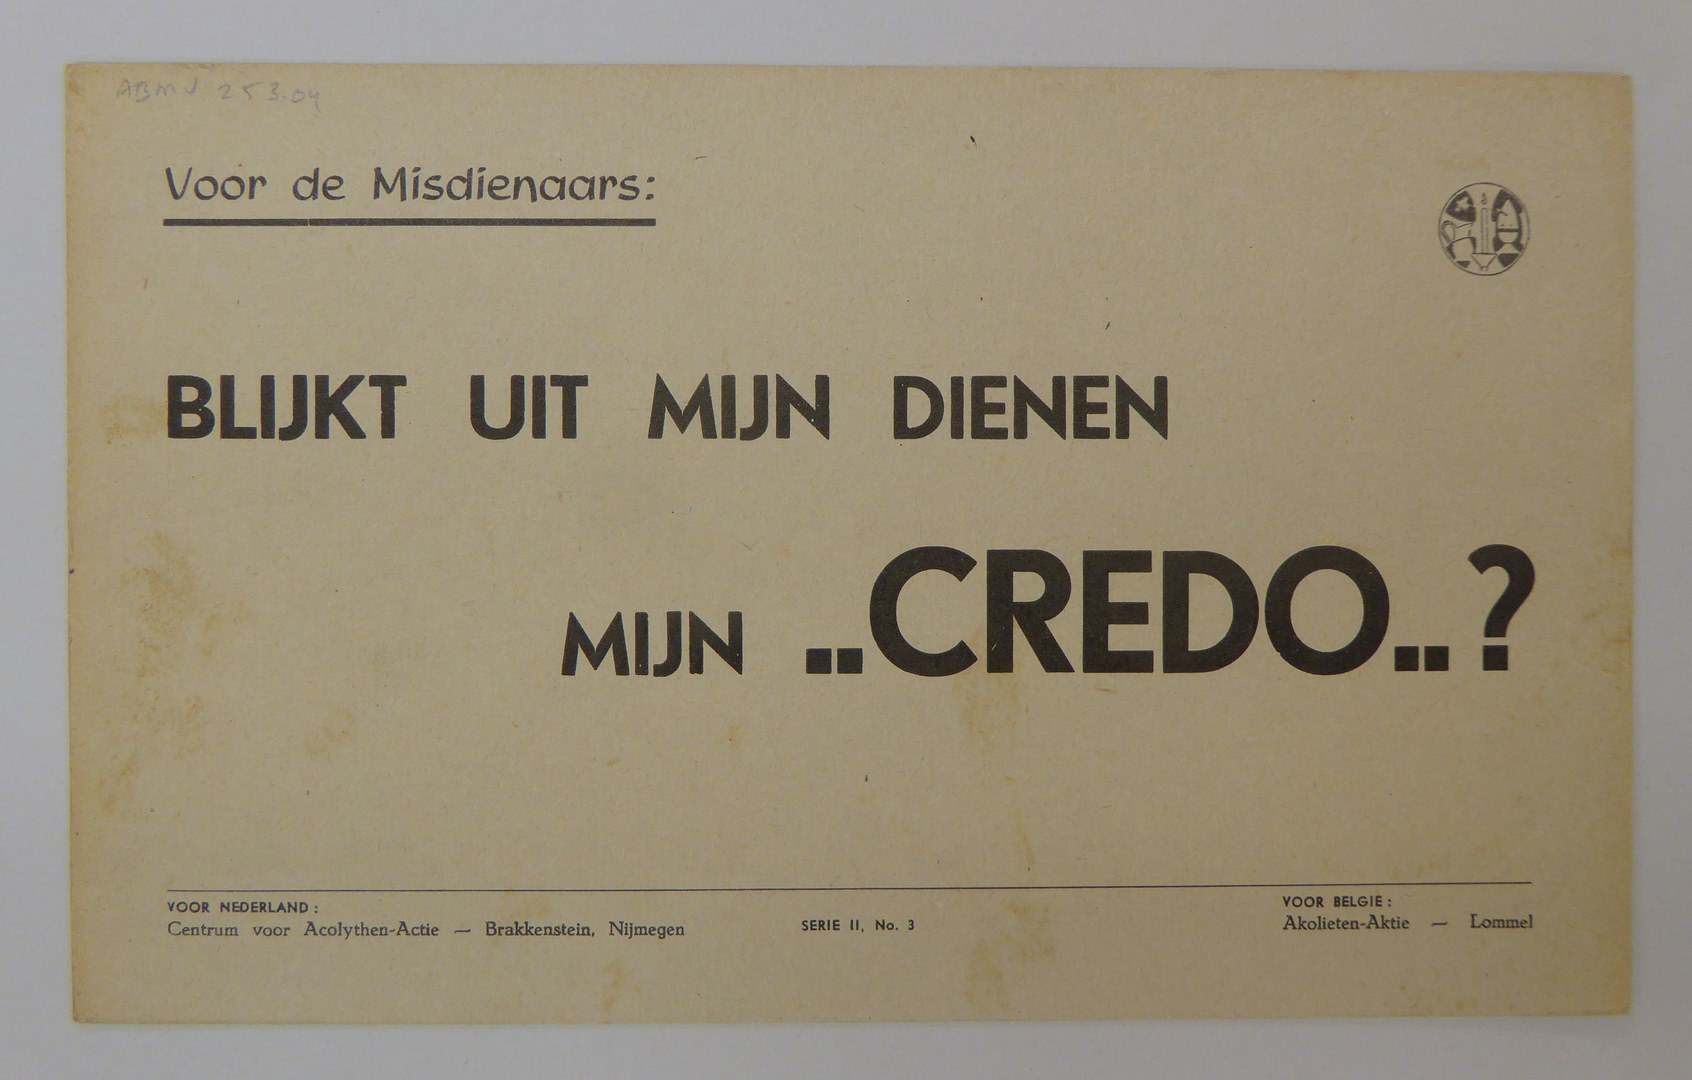 ABMJ 253.04
Voor de Misdienaars:
BLIJKT UIT MIJN DIENEN
MIJN ..CREDO..?
VOOR NEDERLAND:
Centrum voor Acolythen-Actie — Brakkenstein, Nijmegen
SERIE II, No. 3
VOOR BELGIE:
Akolieten-Aktie — Lommel